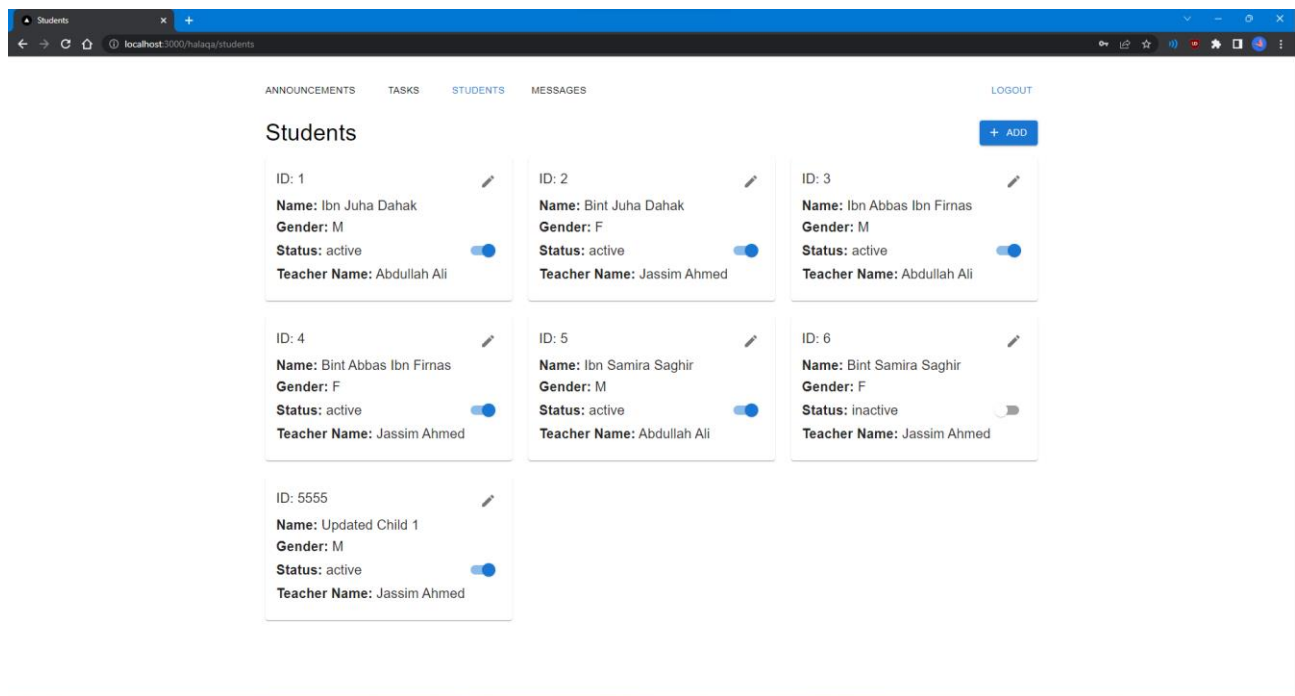 Students
localhost:3000/halaqa/students
ANNOUNCEMENTS TASKS STUDENTS MESSAGES LOGOUT
Students
+ ADD
ID: 1
Name: Ibn Juha Dahak
Gender: M
Status: active
Teacher Name: Abdullah Ali
ID: 2
Name: Bint Juha Dahak
Gender: F
Status: active
Teacher Name: Jassim Ahmed
ID: 3
Name: Ibn Abbas Ibn Firnas
Gender: M
Status: active
Teacher Name: Abdullah Ali
ID: 4
Name: Bint Abbas Ibn Firnas
Gender: F
Status: active
Teacher Name: Jassim Ahmed
ID: 5
Name: Ibn Samira Saghir
Gender: M
Status: active
Teacher Name: Abdullah Ali
ID: 6
Name: Bint Samira Saghir
Gender: F
Status: inactive
Teacher Name: Jassim Ahmed
ID: 5555
Name: Updated Child 1
Gender: M
Status: active
Teacher Name: Jassim Ahmed